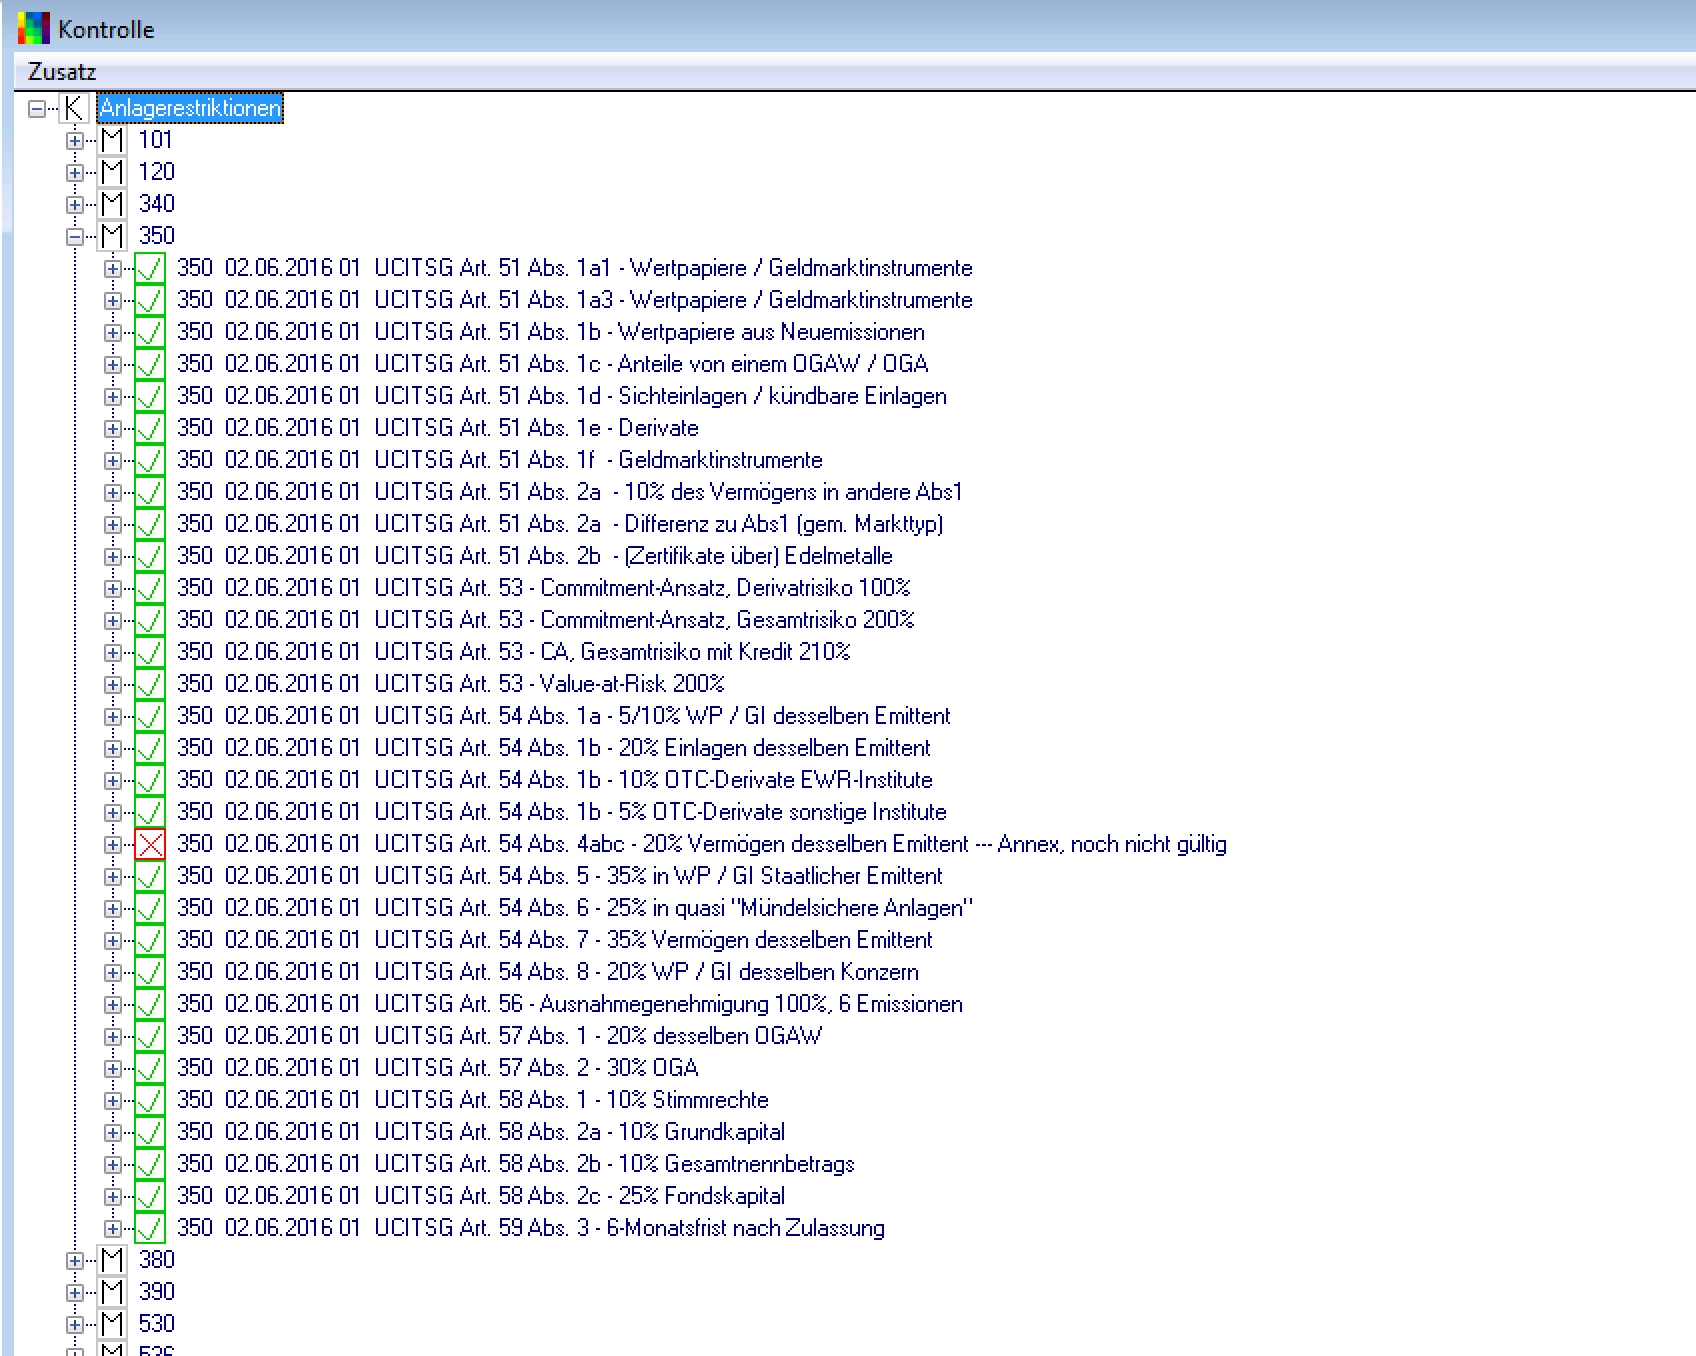 Kontrolle
Zusatz
K Anlagerestriktionen
M 101
M 120
M 340
M 350
350 02.06.2016 01 UCITSG Art. 51 Abs. 1a1 - Wertpapiere / Geldmarktinstrumente
350 02.06.2016 01 UCITSG Art. 51 Abs. 1a3 - Wertpapiere / Geldmarktinstrumente
350 02.06.2016 01 UCITSG Art. 51 Abs. 1b - Wertpapiere aus Neuemissionen
350 02.06.2016 01 UCITSG Art. 51 Abs. 1c - Anteile von einem OGAW / OGA
350 02.06.2016 01 UCITSG Art. 51 Abs. 1d - Sichteinlagen / kündbare Einlagen
350 02.06.2016 01 UCITSG Art. 51 Abs. 1e - Derivate
350 02.06.2016 01 UCITSG Art. 51 Abs. 1f - Geldmarktinstrumente
350 02.06.2016 01 UCITSG Art. 51 Abs. 2a - 10% des Vermögens in andere Abs1
350 02.06.2016 01 UCITSG Art. 51 Abs. 2a - Differenz zu Abs1 (gem. Markttyp)
350 02.06.2016 01 UCITSG Art. 51 Abs. 2b - (Zertifikate über) Edelmetalle
350 02.06.2016 01 UCITSG Art. 53 - Commitment-Ansatz, Derivatrisiko 100%
350 02.06.2016 01 UCITSG Art. 53 - Commitment-Ansatz, Gesamtrisiko 200%
350 02.06.2016 01 UCITSG Art. 53 - CA, Gesamtrisiko mit Kredit 210%
350 02.06.2016 01 UCITSG Art. 53 - Value-at-Risk 200%
350 02.06.2016 01 UCITSG Art. 54 Abs. 1a - 5/10% WP / GI desselben Emittent
350 02.06.2016 01 UCITSG Art. 54 Abs. 1b - 20% Einlagen desselben Emittent
350 02.06.2016 01 UCITSG Art. 54 Abs. 1b - 10% OTC-Derivate EWR-Institute
350 02.06.2016 01 UCITSG Art. 54 Abs. 1b - 5% OTC-Derivate sonstige Institute
350 02.06.2016 01 UCITSG Art. 54 Abs. 4abc - 20% Vermögen desselben Emittent --- Annex, noch nicht gültig
350 02.06.2016 01 UCITSG Art. 54 Abs. 5 - 35% in WP / GI Staatlicher Emittent
350 02.06.2016 01 UCITSG Art. 54 Abs. 6 - 25% in quasi "Mündelsichere Anlagen"
350 02.06.2016 01 UCITSG Art. 54 Abs. 7 - 35% Vermögen desselben Emittent
350 02.06.2016 01 UCITSG Art. 54 Abs. 8 - 20% WP / GI desselben Konzern
350 02.06.2016 01 UCITSG Art. 56 - Ausnahmegenehmigung 100%, 6 Emissionen
350 02.06.2016 01 UCITSG Art. 57 Abs. 1 - 20% desselben OGAW
350 02.06.2016 01 UCITSG Art. 57 Abs. 2 - 30% OGA
350 02.06.2016 01 UCITSG Art. 58 Abs. 1 - 10% Stimmrechte
350 02.06.2016 01 UCITSG Art. 58 Abs. 2a - 10% Grundkapital
350 02.06.2016 01 UCITSG Art. 58 Abs. 2b - 10% Gesamtnennbetrags
350 02.06.2016 01 UCITSG Art. 58 Abs. 2c - 25% Fondskapital
350 02.06.2016 01 UCITSG Art. 59 Abs. 3 - 6-Monatsfrist nach Zulassung
M 380
M 390
M 530
M 536